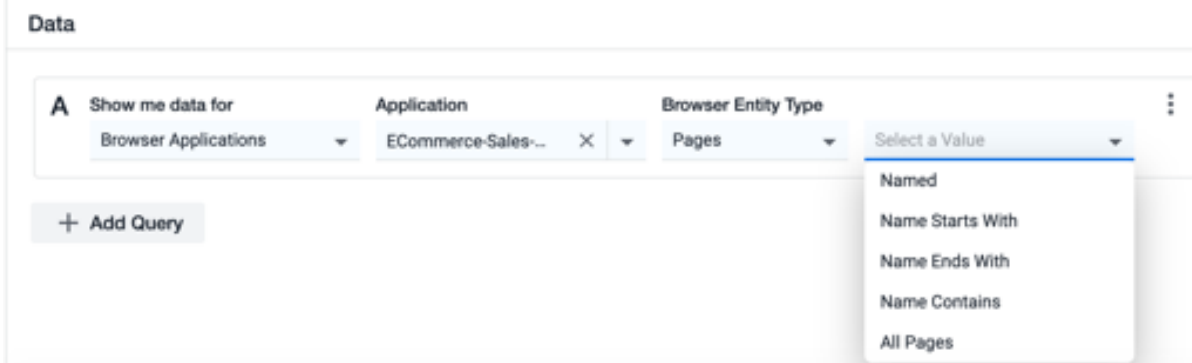 Data
A Show me data for Application Browser Entity Type
Browser Applications ECommerce-Sales-... Pages Select a Value
Named
+ Add Query Name Starts With
Name Ends With
Name Contains
All Pages